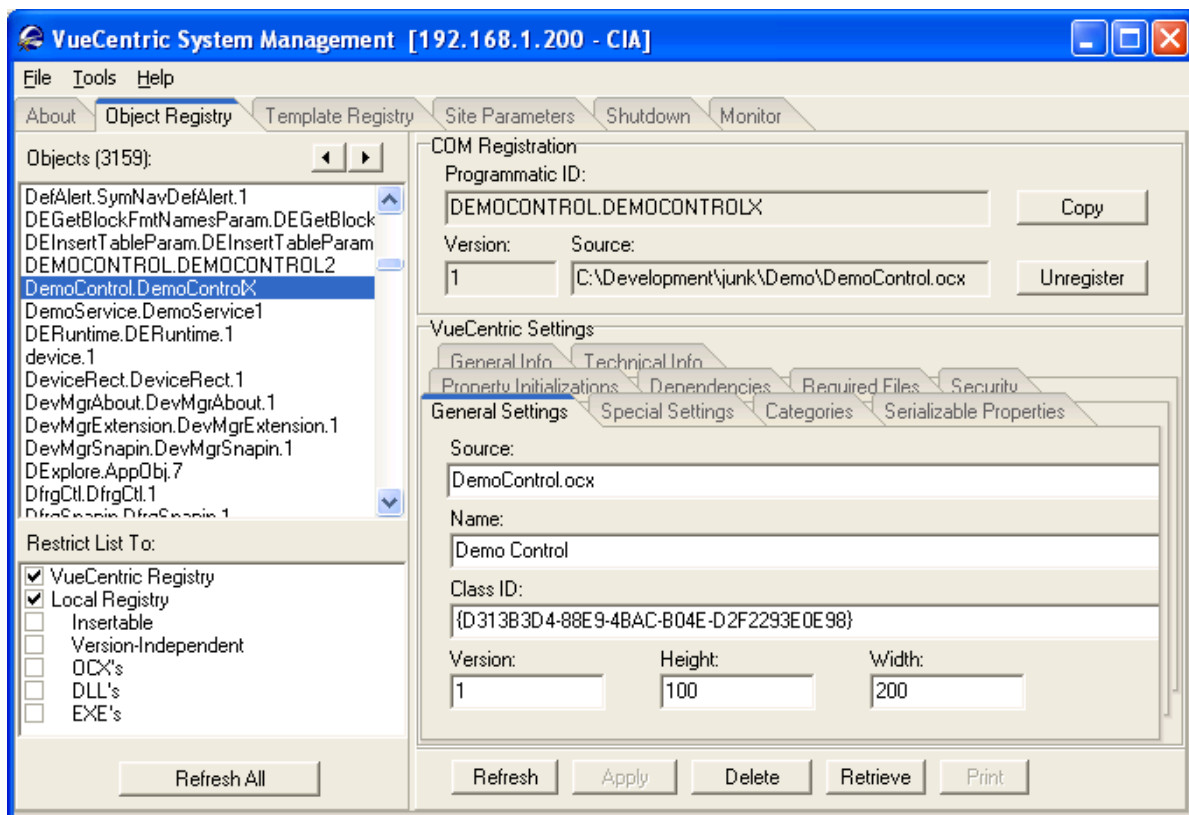 VueCentric System Management [192.168.1.200 - CIA]
File Tools Help
About Object Registry Template Registry Site Parameters Shutdown Monitor
Objects (3159):
DefAlert.SymNavDefAlert.1
DEGetBlockFmtNamesParam.DEGetBlock
DEInsertTableParam.DEInsertTableParam
DEMOCONTROL.DEMOCONTROL2
DemoControl.DemoControlX
DemoService.DemoService1
DERuntime.DERuntime.1
device.1
DeviceRect.DeviceRect.1
DevMgrAbout.DevMgrAbout.1
DevMgrExtension.DevMgrExtension.1
DevMgrSnapin.DevMgrSnapin.1
DExplore.AppObj.7
DfrgCtl.DfrgCtl.1
DfrgSnapin.DfrgSnapin.1
Restrict List To:
VueCentric Registry
Local Registry
Insertable
Version-Independent
OCX's
DLL's
EXE's
Refresh All
COM Registration
Programmatic ID:
DEMOCONTROL.DEMOCONTROLX Copy
Version: Source:
1 C:\Development\junk\Demo\DemoControl.ocx Unregister
VueCentric Settings
General Info Technical Info
Property Initializations Dependencies Required Files Security
General Settings Special Settings Categories Serializable Properties
Source:
DemoControl.ocx
Name:
Demo Control
Class ID:
{D313B3D4-88E9-4BAC-B04E-D2F2293E0E98}
Version: Height: Width:
1 100 200
Refresh Apply Delete Retrieve Print